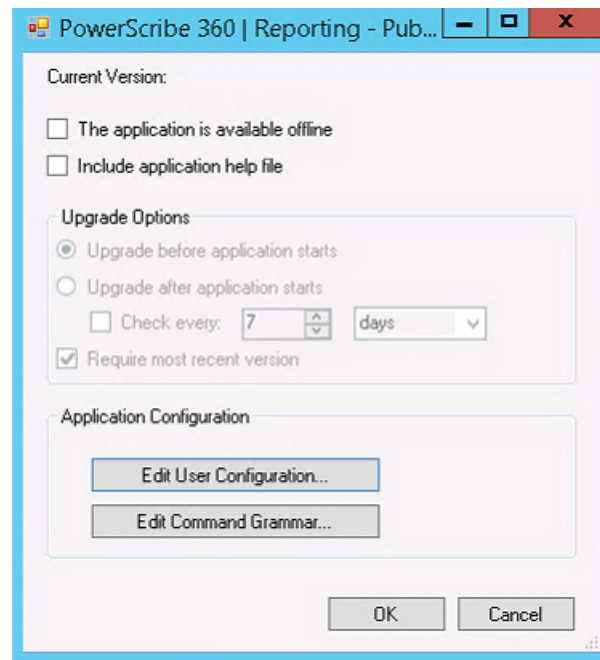 PowerScribe 360 | Reporting - Pub...
Current Version:
The application is available offline
Include application help file
Upgrade Options
Upgrade before application starts
Upgrade after application starts
Check every: 7 days
Require most recent version
Application Configuration
Edit User Configuration...
Edit Command Grammar...
OK Cancel